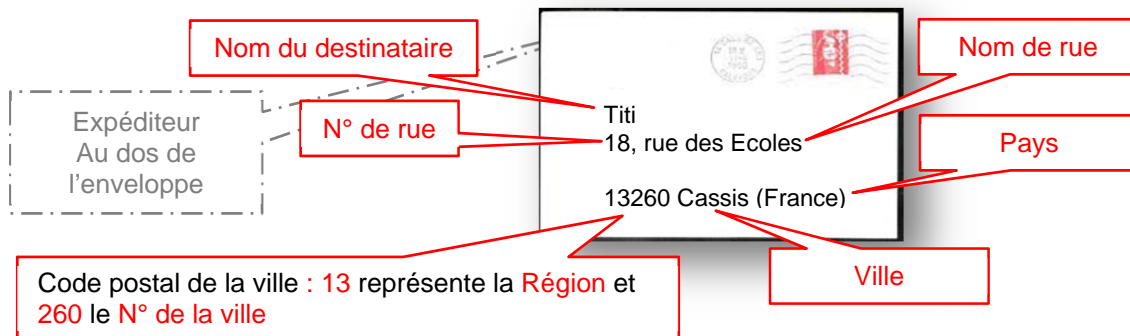 Nom du destinataire
Nom de rue
Expéditeur
Au dos de
l'enveloppe
N° de rue
Titi
18, rue des Ecoles
Pays
13260 Cassis (France)
Ville
Code postal de la ville : 13 représente la Région et
260 le N° de la ville